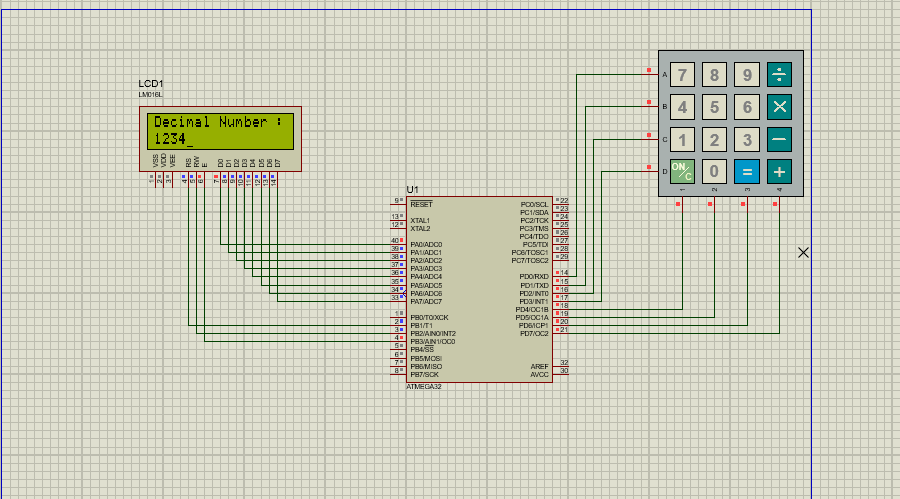 LCD1
LM016L
Decimal Number :
1234_
VSS
VDD
VEE
RS
RW
E
D0
D1
D2
D3
D4
D5
D6
D7
1
2
3
4
5
6
7
8
9
10
11
12
13
14
U1
9 RESET
13 XTAL1
12 XTAL2
40 PA0/ADC0
39 PA1/ADC1
38 PA2/ADC2
37 PA3/ADC3
36 PA4/ADC4
35 PA5/ADC5
34 PA6/ADC6
33 PA7/ADC7
1 PB0/T0/XCK
2 PB1/T1
3 PB2/AIN0/INT2
4 PB3/AIN1/OC0
5 PB4/SS
6 PB5/MOSI
7 PB6/MISO
8 PB7/SCK
PC0/SCL 22
PC1/SDA 23
PC2/TCK 24
PC3/TMS 25
PC4/TDO 26
PC5/TDI 27
PC6/TOSC1 28
PC7/TOSC2 29
PD0/RXD 14
PD1/TXD 15
PD2/INT0 16
PD3/INT1 17
PD4/OC1B 18
PD5/OC1A 19
PD6/ICP1 20
PD7/OC2 21
AREF 32
AVCC 30
ATMEGA32
A 7 8 9 ÷
B 4 5 6 ×
C 1 2 3 −
D ON/C 0 = +
1 2 3 4